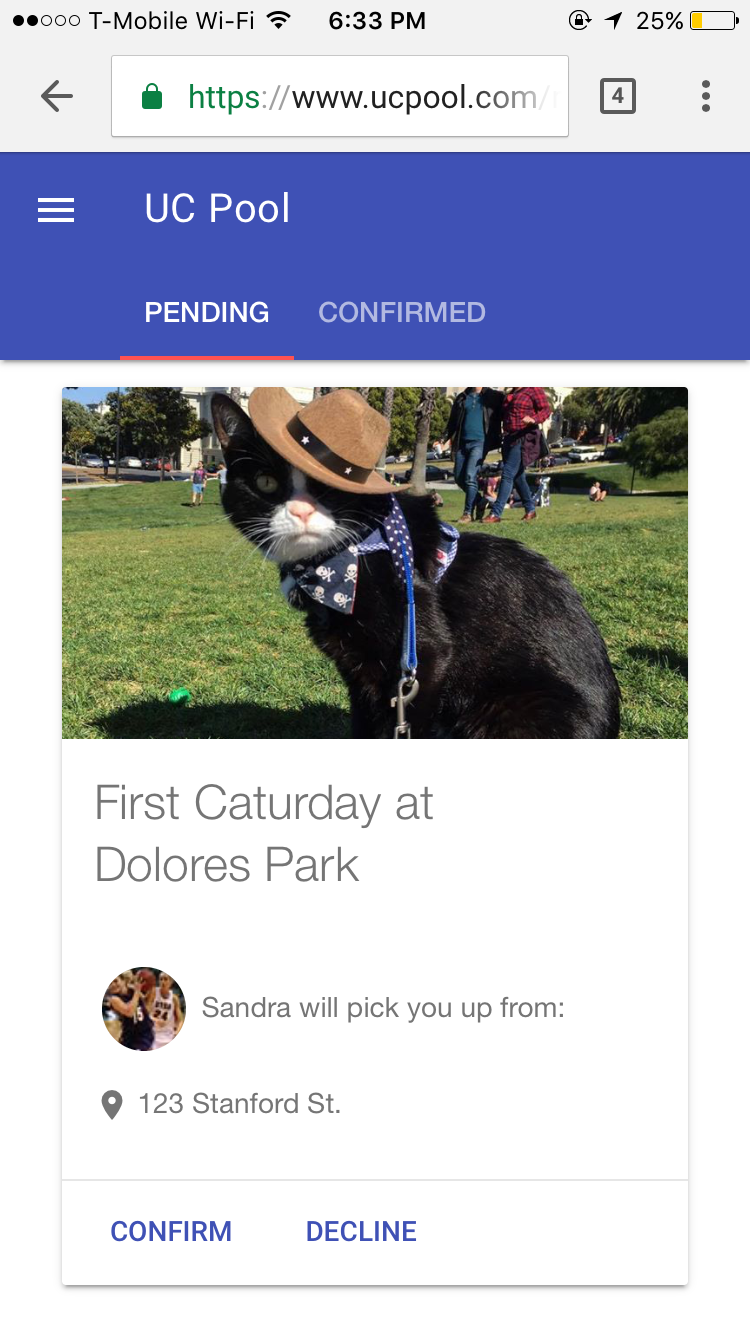 T-Mobile Wi-Fi 6:33 PM 25%
https://www.ucpool.com/ 4
UC Pool
PENDING CONFIRMED
First Caturday at
Dolores Park
Sandra will pick you up from:
123 Stanford St.
CONFIRM DECLINE